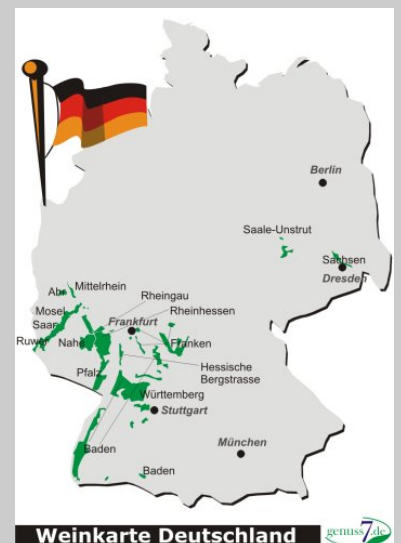 Berlin
Saale-Unstrut
Sachsen
Dresden
Ahr
Mittelrhein
Rheingau
Mosel
Saar
Ruwer
Rheinhessen
Frankfurt
Nahe
Franken
Pfalz
Hessische
Bergstrasse
Württemberg
Stuttgart
München
Baden
Baden
Weinkarte Deutschland
genuss7.de